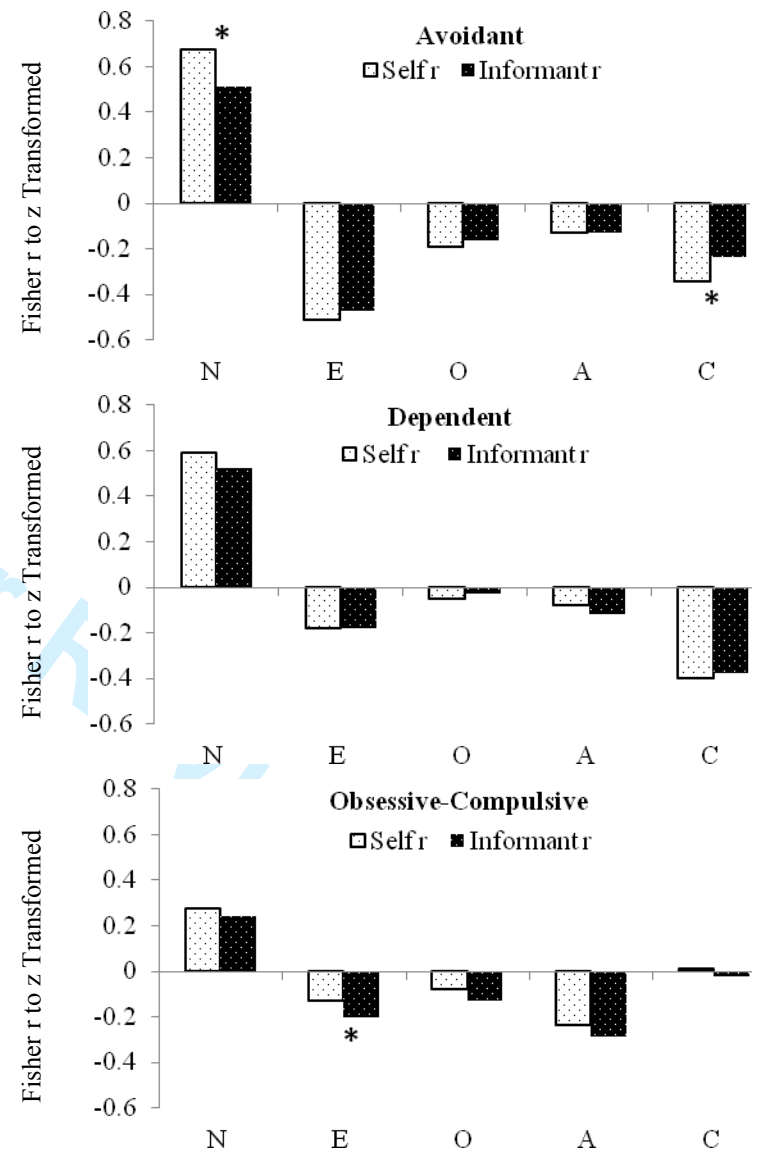 Avoidant
Self r Informant r
Fisher r to z Transformed
0.8
0.6
0.4
0.2
0
-0.2
-0.4
-0.6
*
*
N E O A C
Dependent
Self r Informant r
Fisher r to z Transformed
0.8
0.6
0.4
0.2
0
-0.2
-0.4
-0.6
N E O A C
Obsessive-Compulsive
Self r Informant r
Fisher r to z Transformed
0.8
0.6
0.4
0.2
0
-0.2
-0.4
-0.6
*
N E O A C